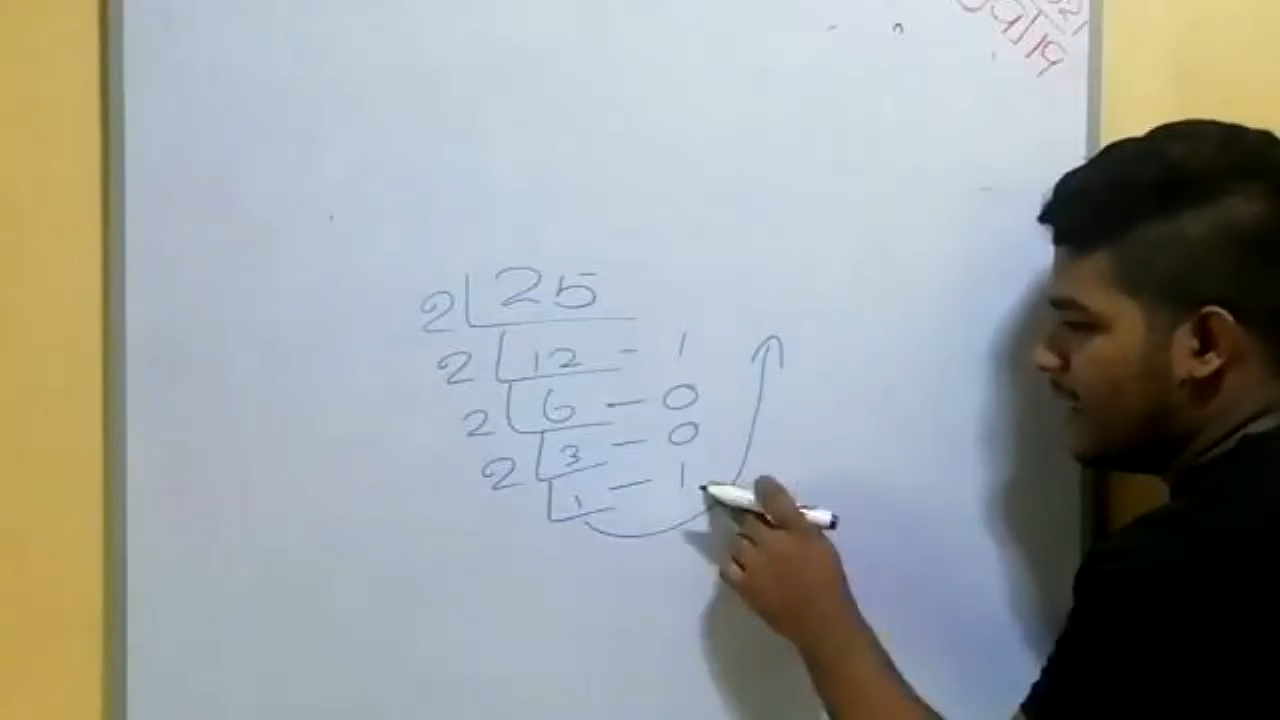 2 25
2 12 - 1
2 6 - 0
2 3 - 0
1 - 1